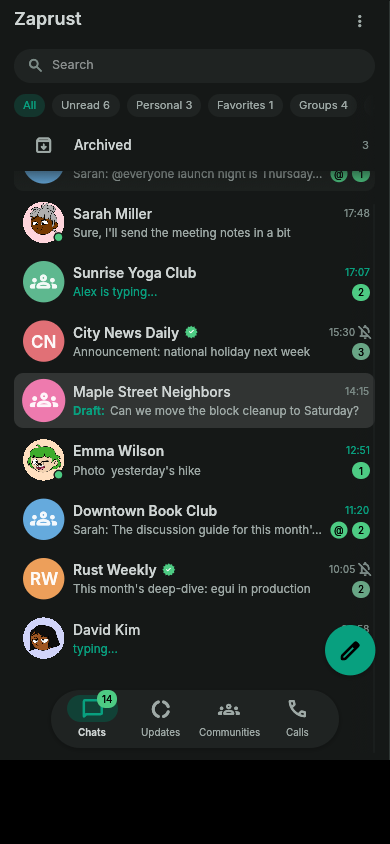 Zaprust
Search
All Unread 6 Personal 3 Favorites 1 Groups 4
Archived 3
Sarah: @everyone launch night is Thursday... @ 1
Sarah Miller 17:48
Sure, I'll send the meeting notes in a bit
Sunrise Yoga Club 17:07
Alex is typing... 2
City News Daily 15:30
Announcement: national holiday next week 3
Maple Street Neighbors 14:15
Draft: Can we move the block cleanup to Saturday?
Emma Wilson 12:51
Photo yesterday's hike 1
Downtown Book Club 11:20
Sarah: The discussion guide for this month'... @ 2
RW Rust Weekly 10:05
This month's deep-dive: egui in production 2
David Kim
typing...
14
Chats Updates Communities Calls